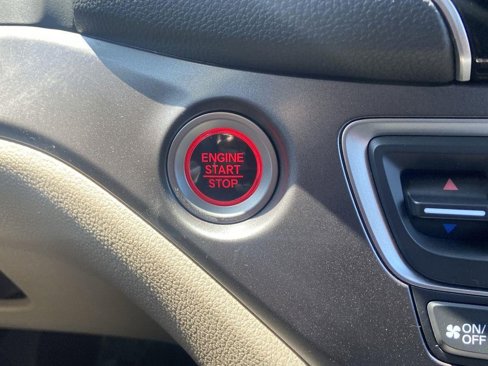 ENGINE
START
STOP
ON/
OFF